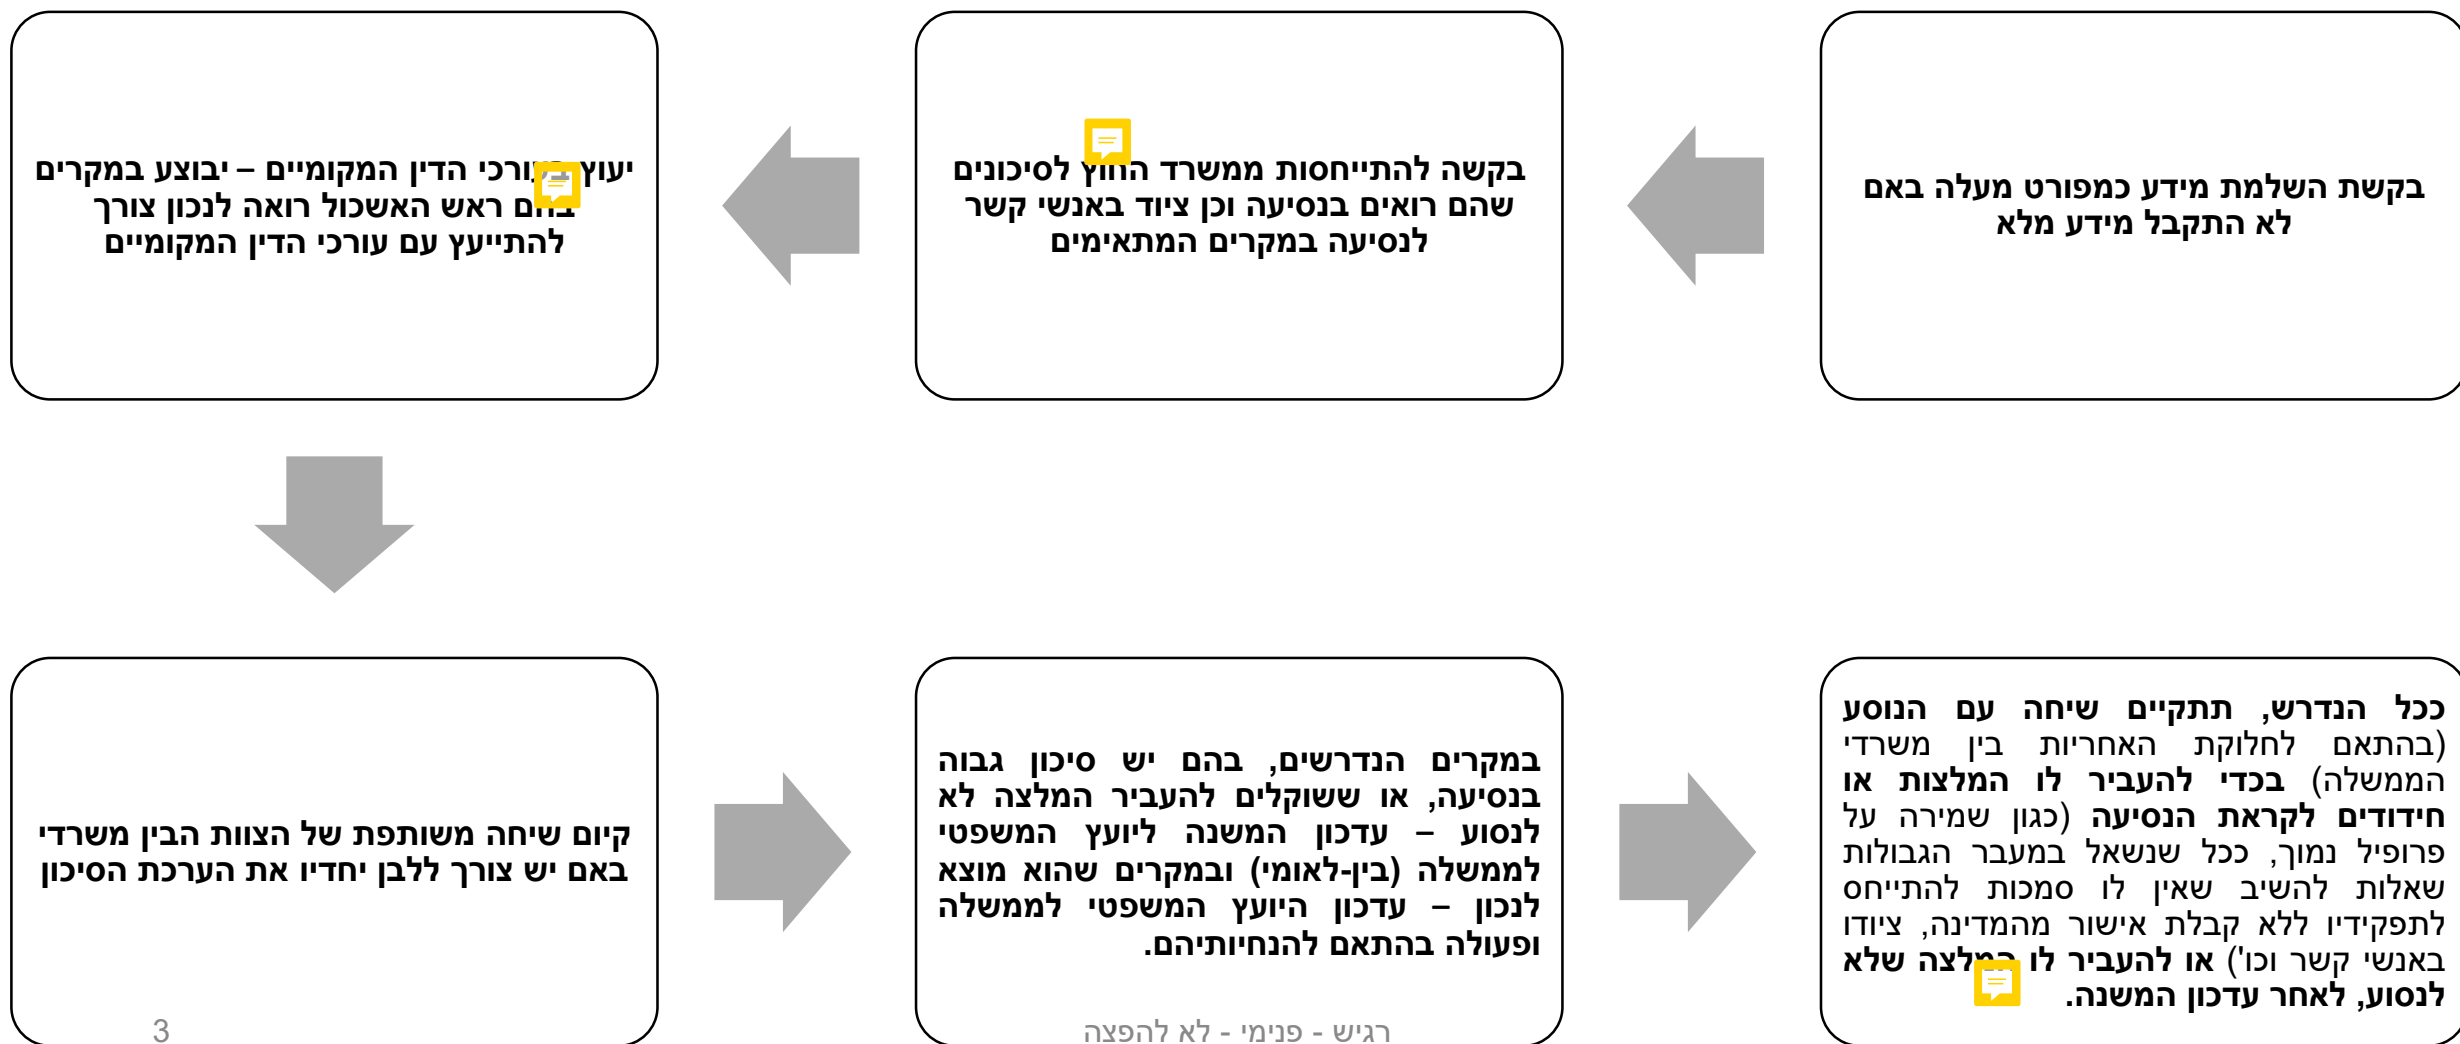 בקשת השלמת מידע כמפורט מעלה באם
לא התקבל מידע מלא
בקשה להתייחסות ממשרד החוץ לסיכונים
שהם רואים בנסיעה וכן ציוד באנשי קשר
לנסיעה במקרים המתאימים
יעוץ בעורכי הדין המקומיים – יבוצע במקרים
בהם ראש האשכול רואה לנכון צורך
להתייעץ עם עורכי הדין המקומיים
קיום שיחה משותפת של הצוות הבין משרדי
באם יש צורך ללבן יחדיו את הערכת הסיכון
במקרים הנדרשים, בהם יש סיכון גבוה
בנסיעה, או ששוקלים להעביר המלצה לא
לנסוע – עדכון המשנה ליועץ המשפטי
לממשלה (בין-לאומי) ובמקרים שהוא מוצא
לנכון – עדכון היועץ המשפטי לממשלה
ופעולה בהתאם להנחיותיהם.
ככל הנדרש, תתקיים שיחה עם הנוסע
(בהתאם לחלוקת האחריות בין משרדי
הממשלה) בכדי להעביר לו המלצות או
חידודים לקראת הנסיעה (כגון שמירה על
פרופיל נמוך, ככל שנשאל במעבר הגבולות
שאלות להשיב שאין לו סמכות להתייחס
לתפקידיו ללא קבלת אישור מהמדינה, ציודו
באנשי קשר וכו') או להעביר לו המלצה שלא
לנסוע, לאחר עדכון המשנה.
רגיש - פנימי - לא להפצה
3